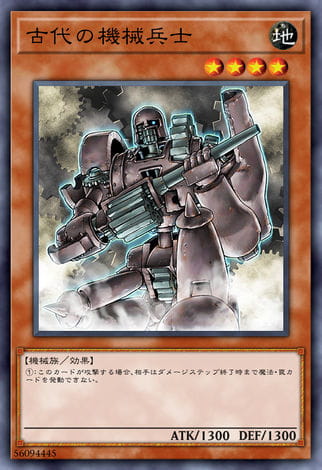 古代の機械兵士
地
【機械族／効果】
①:このカードが攻撃する場合、相手はダメージステップ終了時まで魔法・罠カ
ードを発動できない。
ATK/1300 DEF/1300
56094445